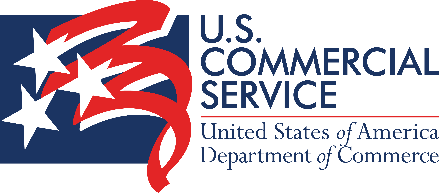 U.S.
COMMERCIAL
SERVICE
United States of America
Department of Commerce